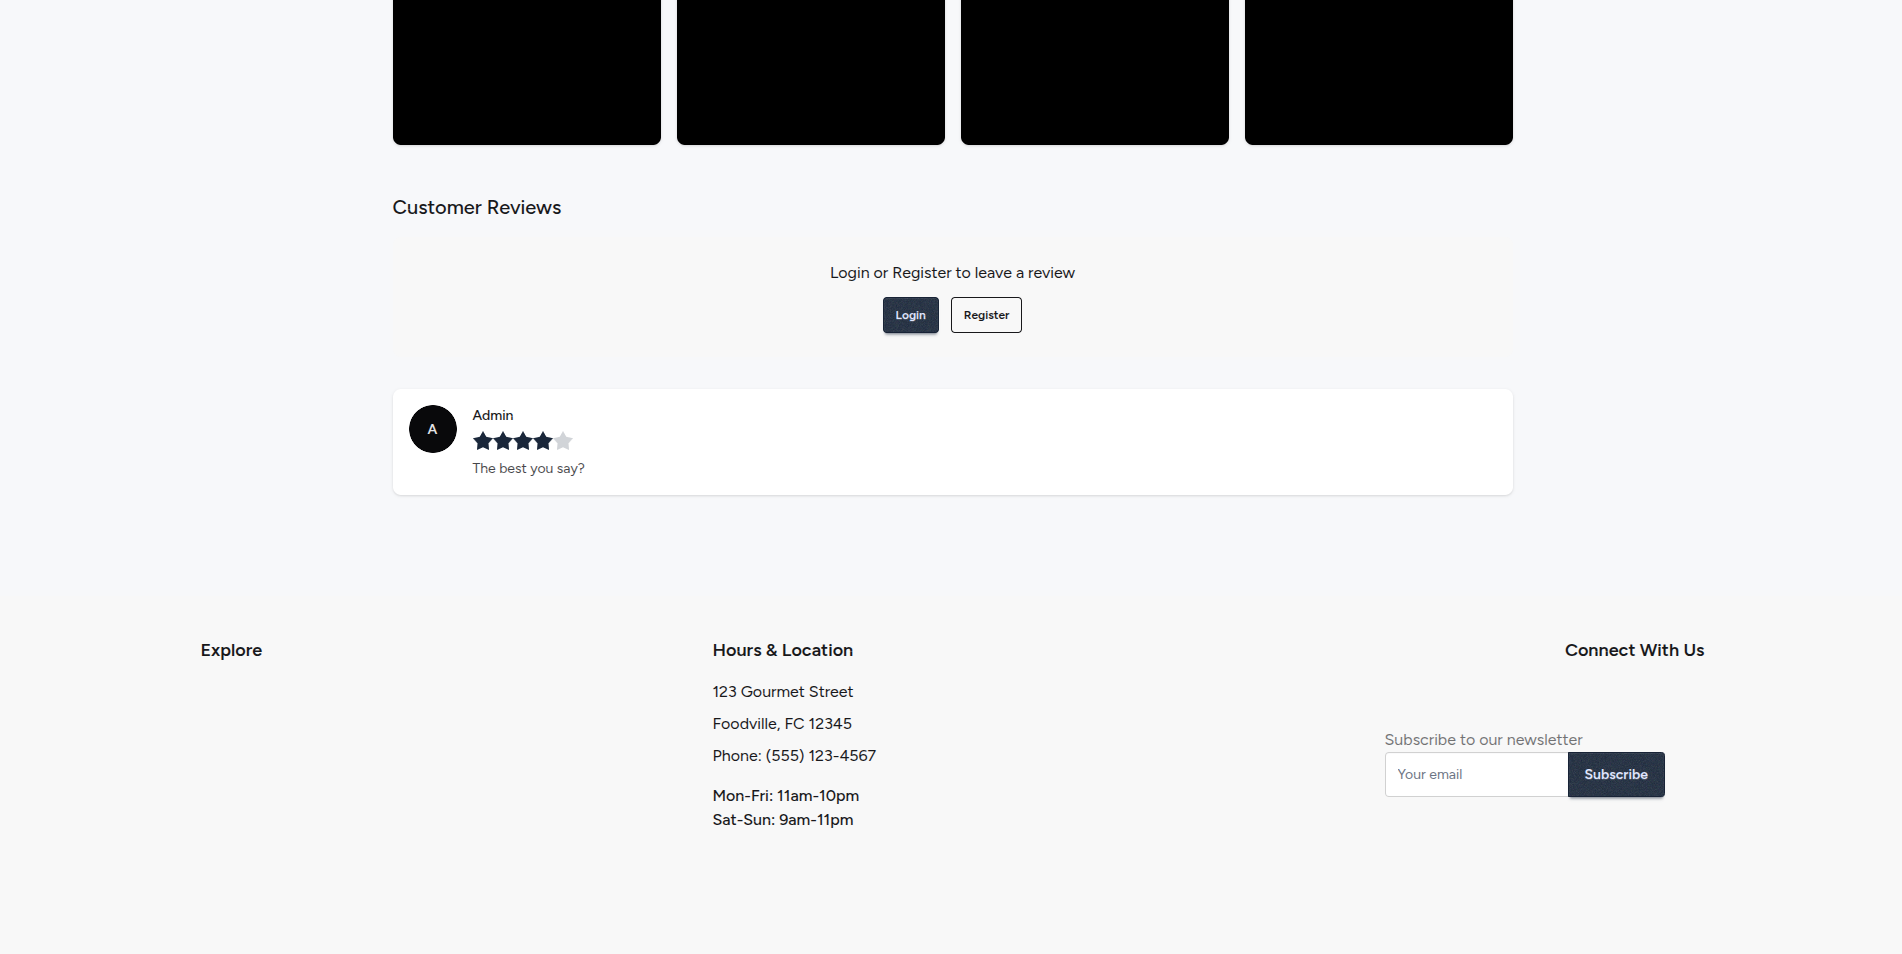 Customer Reviews
Login or Register to leave a review
Login
Register
A
Admin
The best you say?
Explore
Hours & Location
123 Gourmet Street
Foodville, FC 12345
Phone: (555) 123-4567
Mon-Fri: 11am-10pm
Sat-Sun: 9am-11pm
Connect With Us
Subscribe to our newsletter
Your email
Subscribe